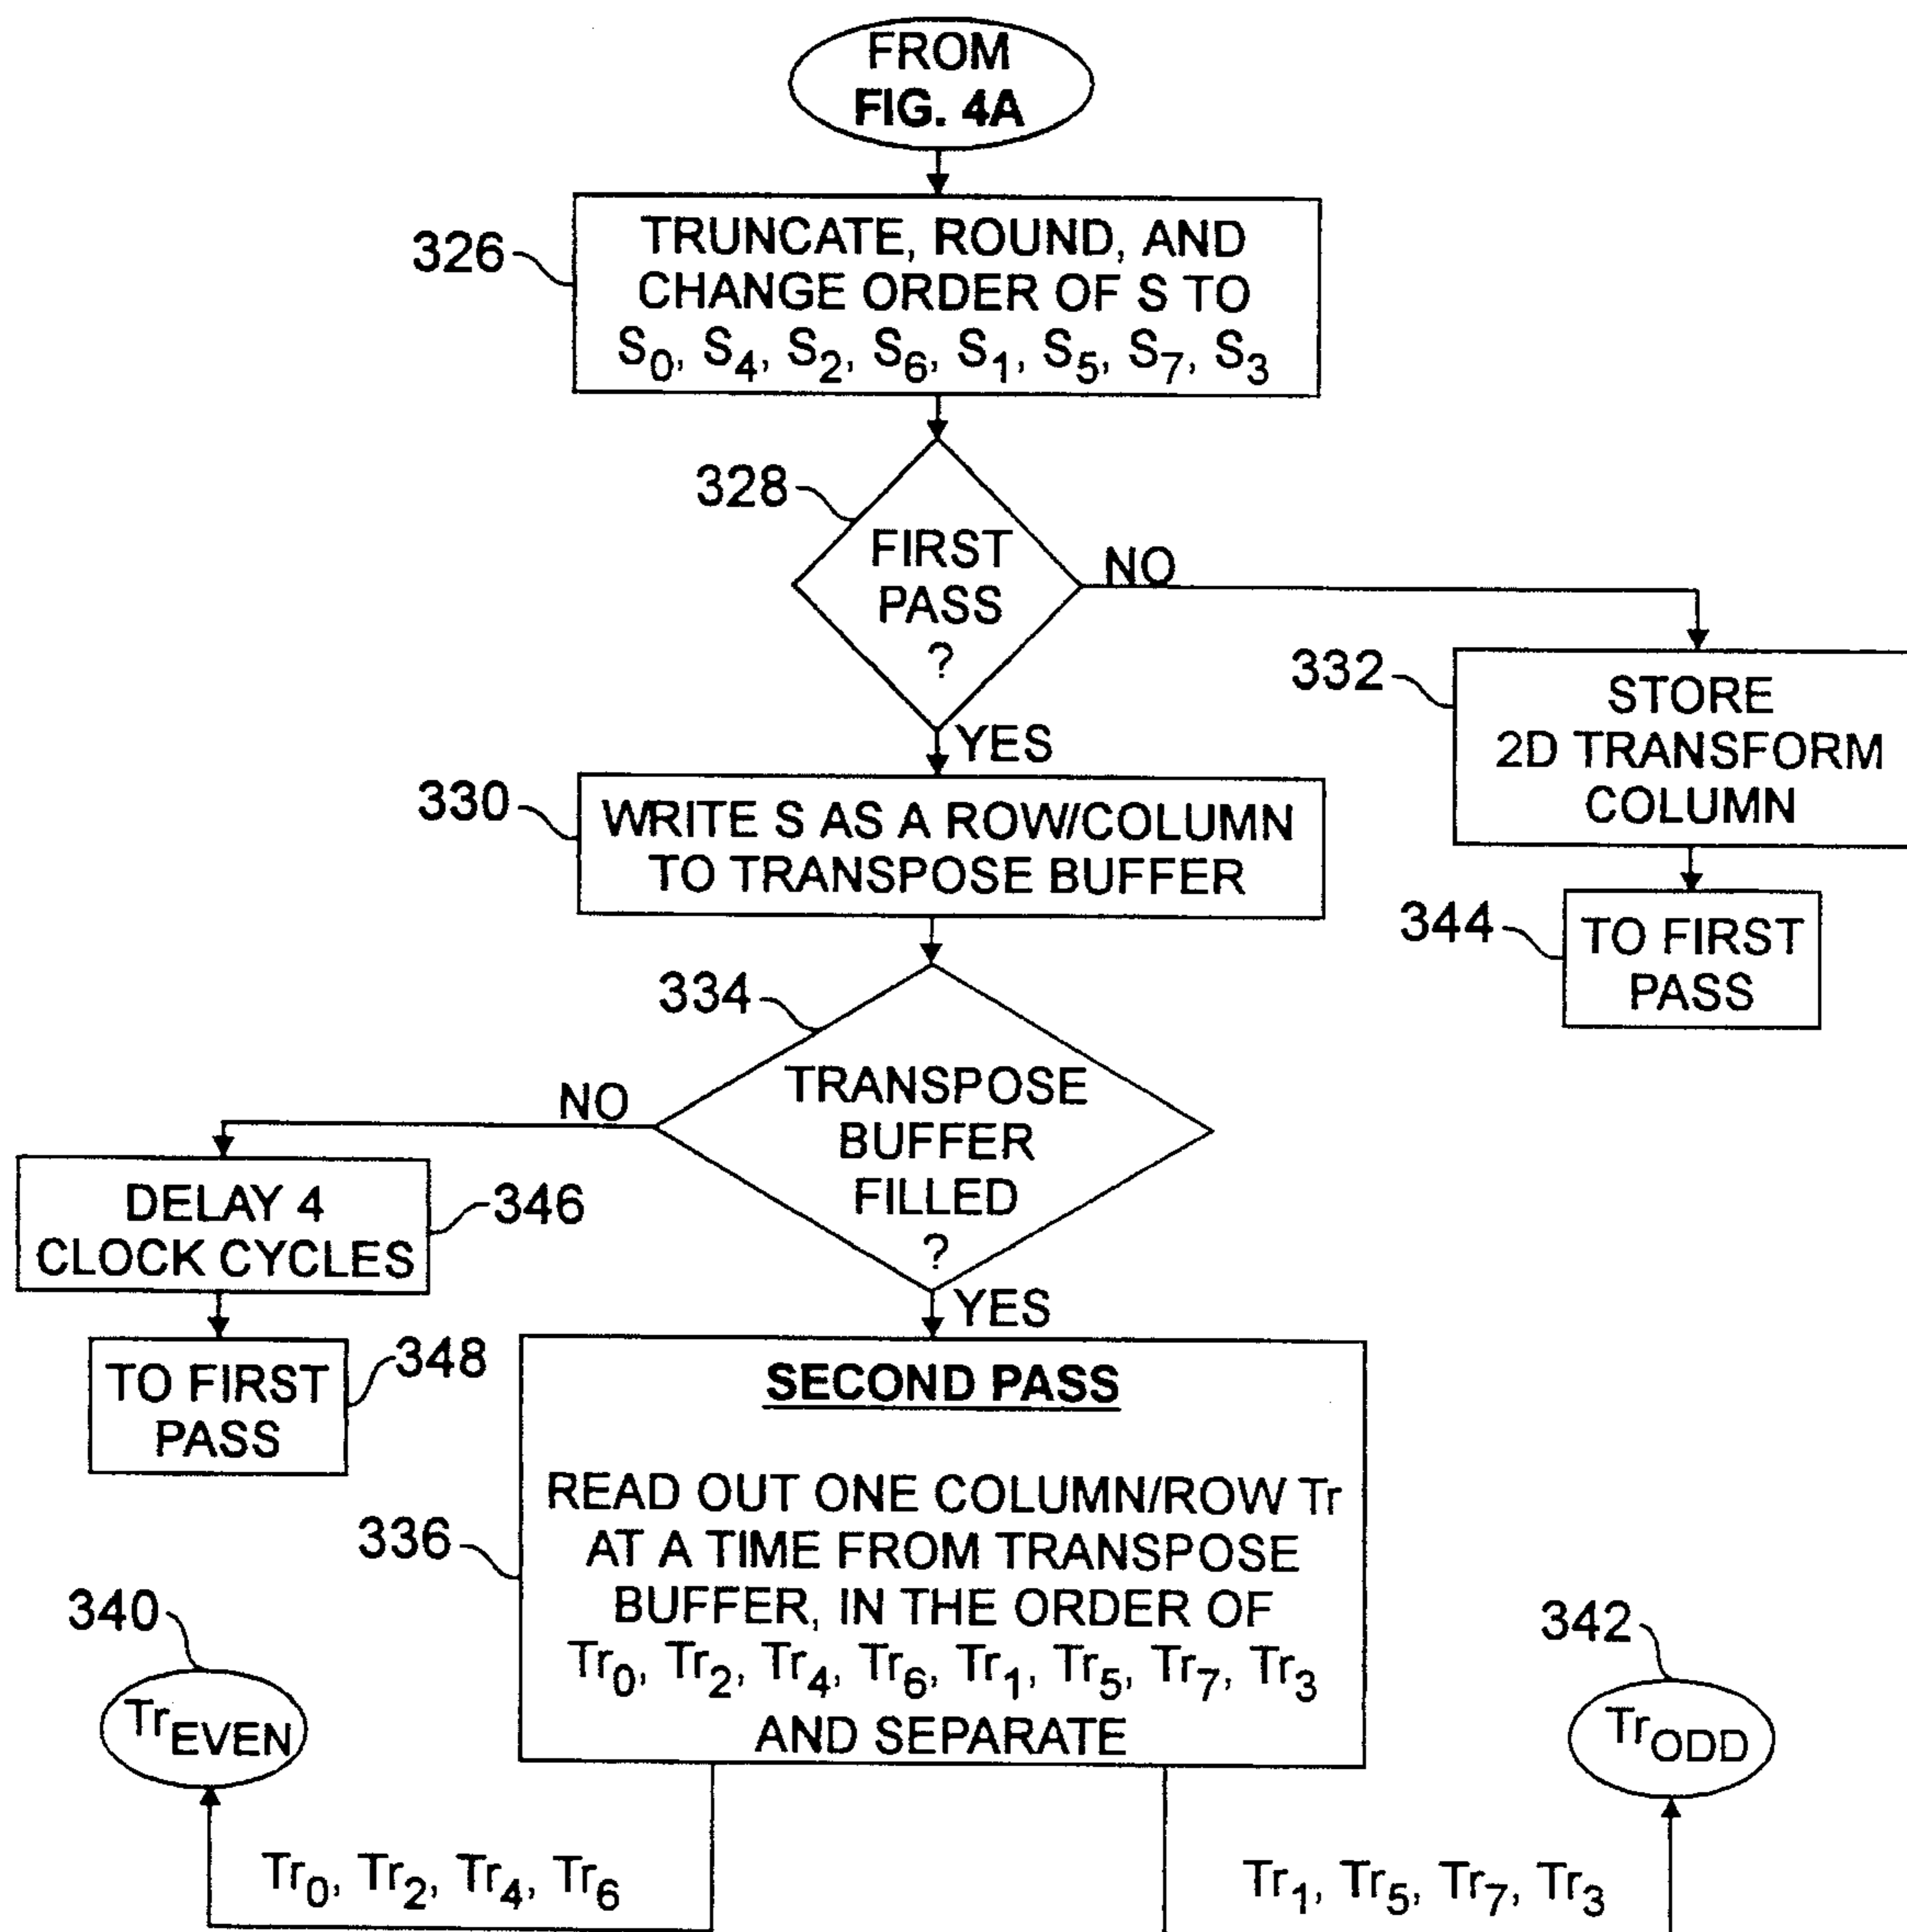 FROM
FIG. 4A
326
TRUNCATE, ROUND, AND
CHANGE ORDER OF S TO
S0, S4, S2, S6, S1, S5, S7, S3
328
FIRST
PASS
?
NO
YES
332
STORE
2D TRANSFORM
COLUMN
330
WRITE S AS A ROW/COLUMN
TO TRANSPOSE BUFFER
344
TO FIRST
PASS
334
TRANSPOSE
BUFFER
FILLED
?
NO
YES
DELAY 4
CLOCK CYCLES
346
TO FIRST
PASS
348
SECOND PASS
336
READ OUT ONE COLUMN/ROW Tr
AT A TIME FROM TRANSPOSE
BUFFER, IN THE ORDER OF
Tr0, Tr2, Tr4, Tr6, Tr1, Tr5, Tr7, Tr3
AND SEPARATE
340
TrEVEN
342
TrODD
Tr0, Tr2, Tr4, Tr6
Tr1, Tr5, Tr7, Tr3